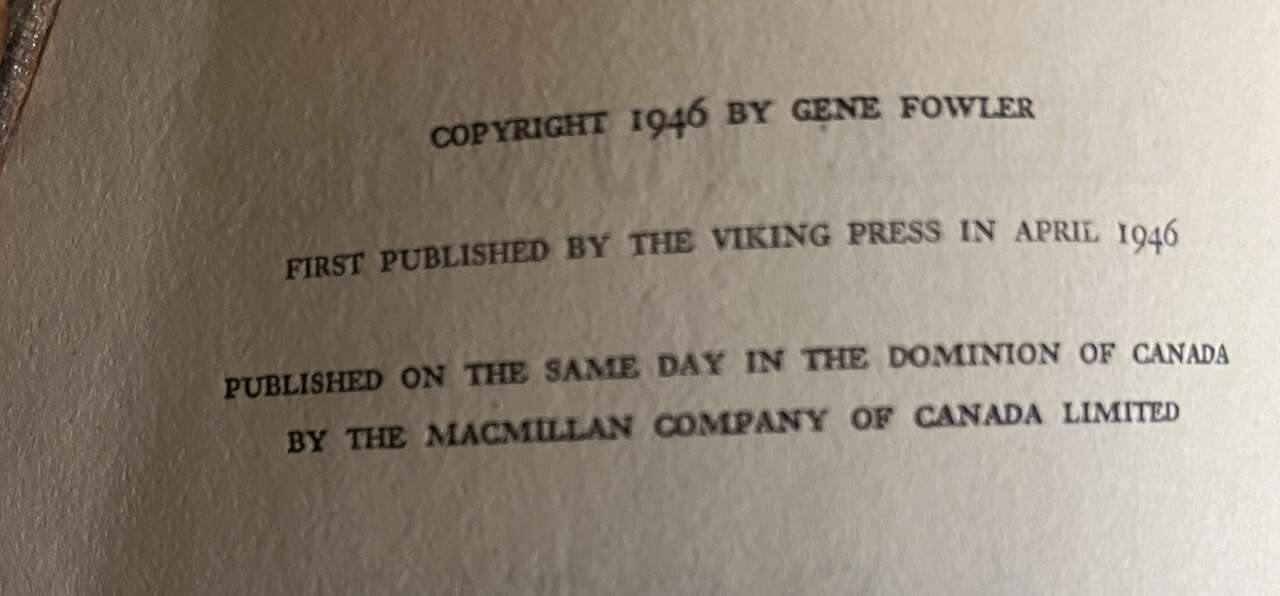 COPYRIGHT 1946 BY GENE FOWLER
FIRST PUBLISHED BY THE VIKING PRESS IN APRIL 1946
PUBLISHED ON THE SAME DAY IN THE DOMINION OF CANADA
BY THE MACMILLAN COMPANY OF CANADA LIMITED